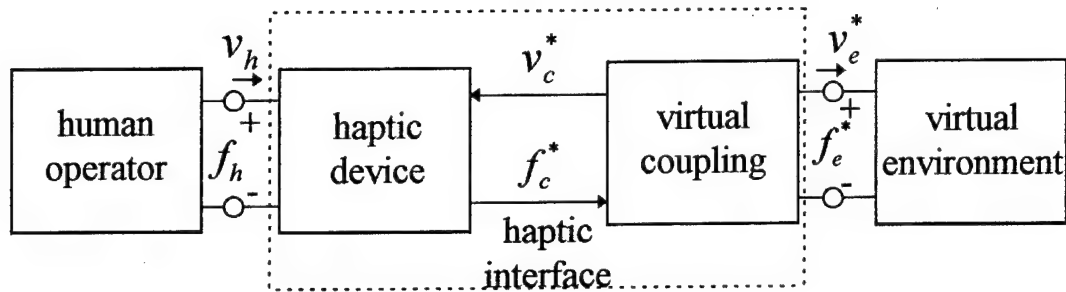 human
operator
v_h
+
f_h
-
haptic
device
v_c^*
f_c^*
haptic
interface
virtual
coupling
v_e^*
+
f_e^*
-
virtual
environment